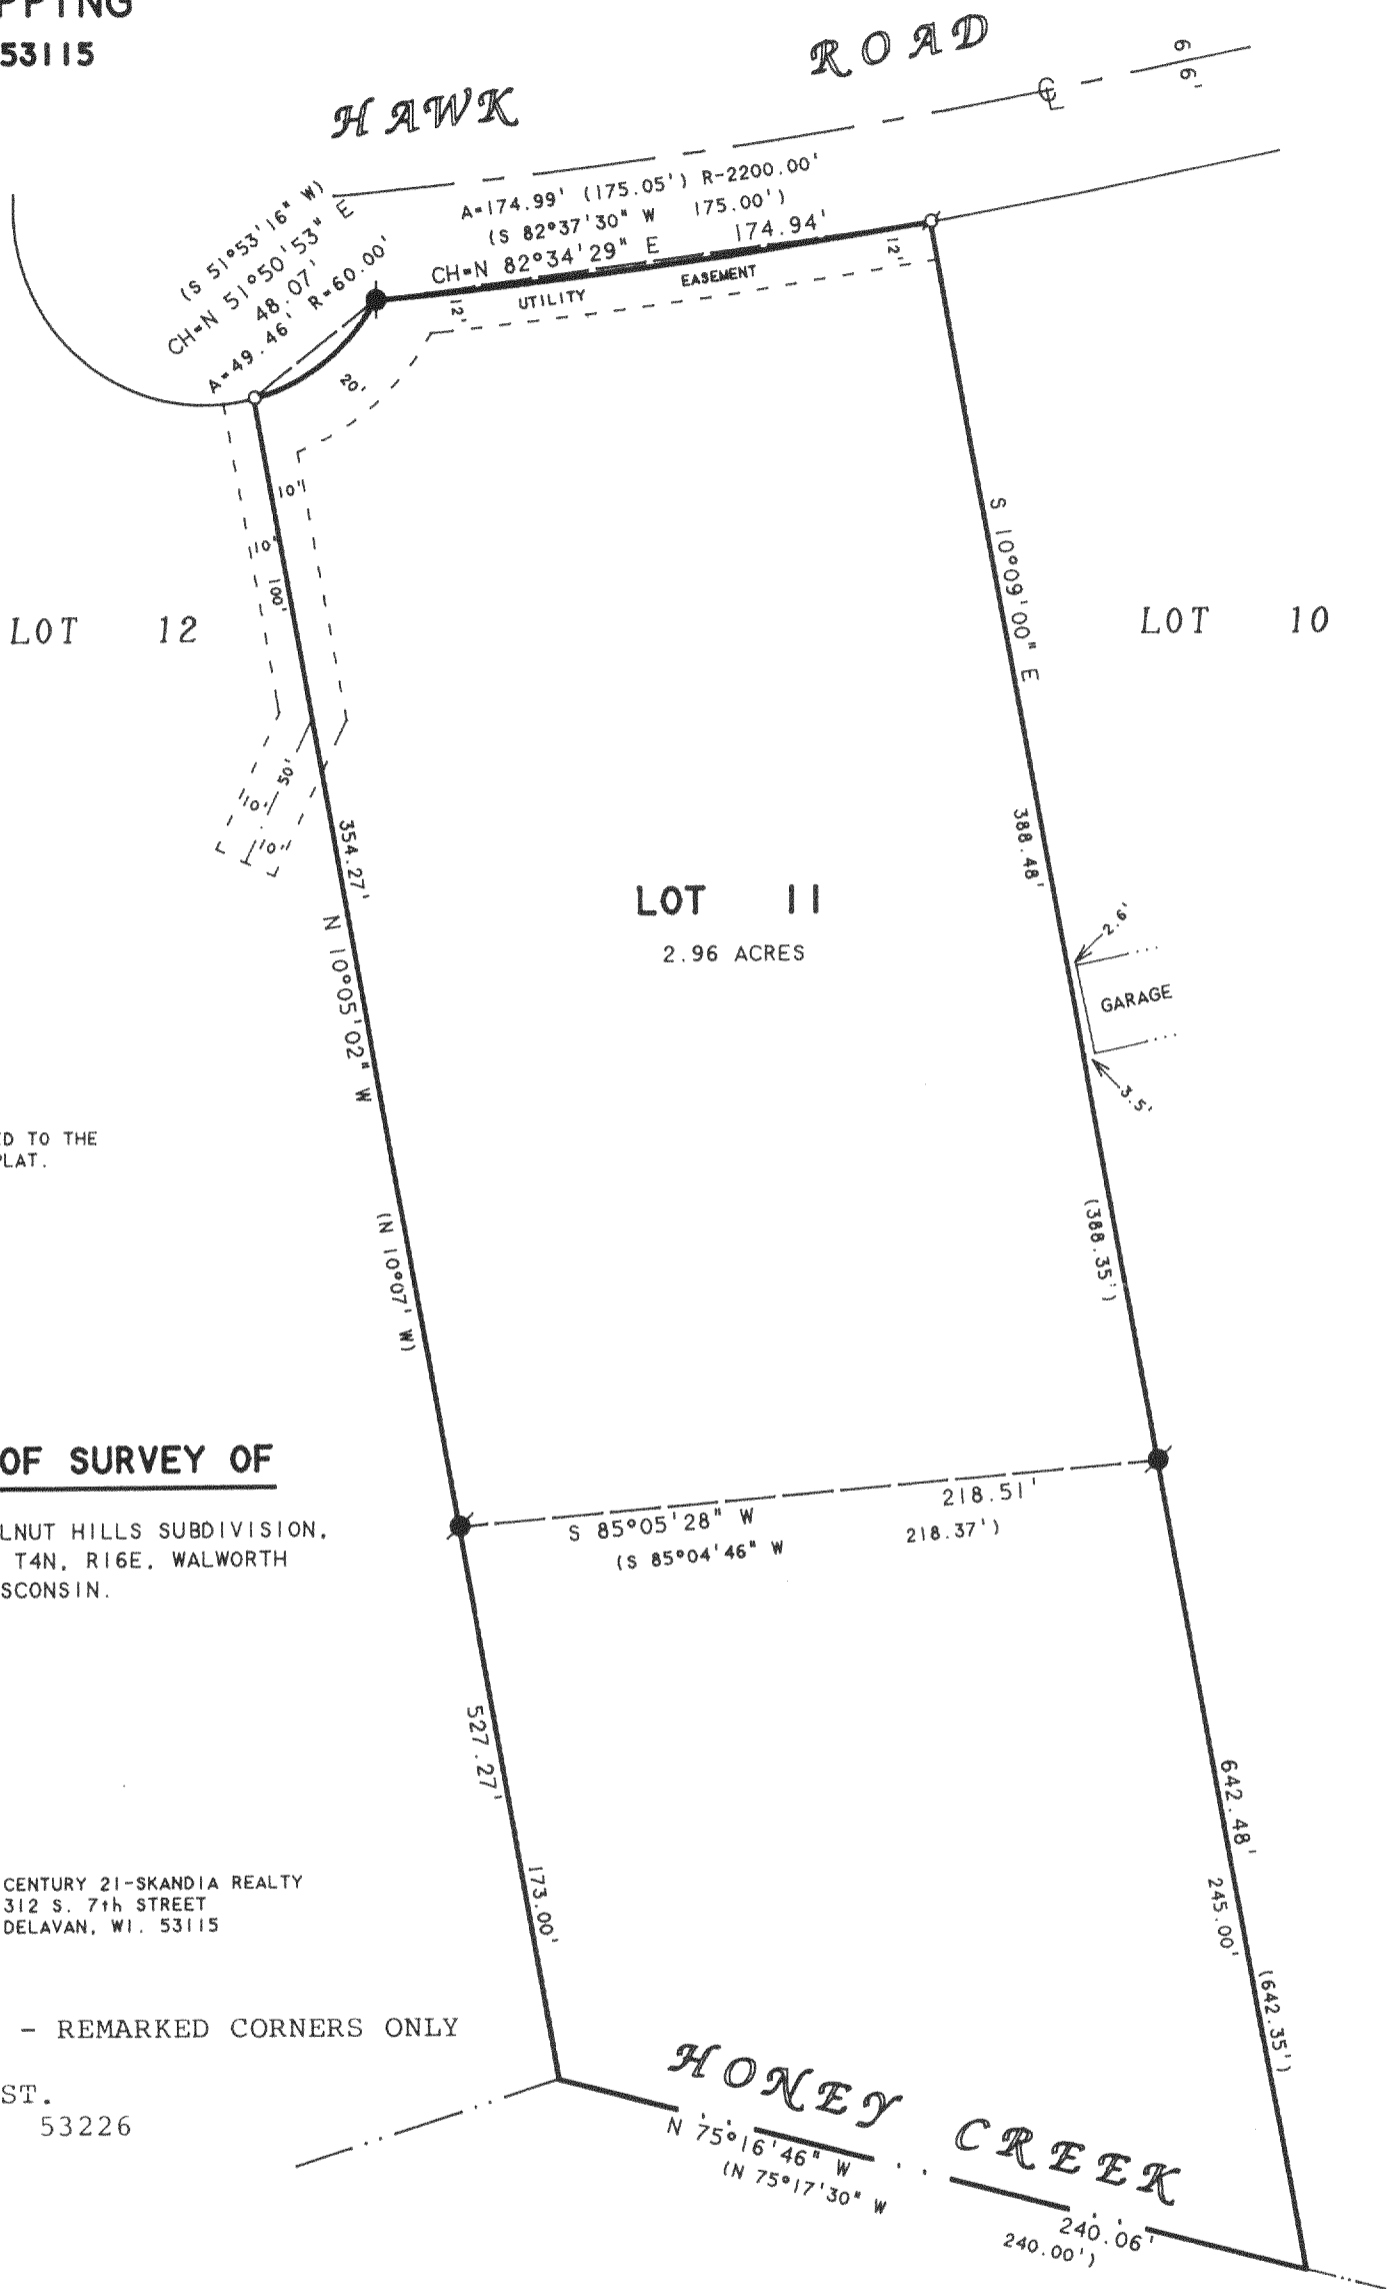 PPING
53115
HAWK ROAD
℄
66'
A=174.99' (175.05') R-2200.00'
(S 82°37'30" W 175.00')
CH=N 82°34'29" E 174.94'
(S 51°53'16" W)
CH=N 51°50'53" E
48.07'
A=49.46' R=60.00'
12'
UTILITY EASEMENT
12'
20'
10'
10'
100'
50'
10'
10'
LOT 12
LOT 10
S 10°09'00" E
388.48'
354.27'
N 10°05'02" W
LOT 11
2.96 ACRES
2.6'
GARAGE
3.5'
ED TO THE
PLAT.
(N 10°07' W)
(388.35')
OF SURVEY OF
LNUT HILLS SUBDIVISION,
T4N, R16E, WALWORTH
SCONSIN.
S 85°05'28" W 218.51'
(S 85°04'46" W 218.37')
527.27'
173.00'
642.48'
245.00'
(642.35')
CENTURY 21-SKANDIA REALTY
312 S. 7th STREET
DELAVAN, WI. 53115
- REMARKED CORNERS ONLY
ST.
53226
HONEY CREEK
N 75°16'46" W 240.06'
(N 75°17'30" W 240.00')